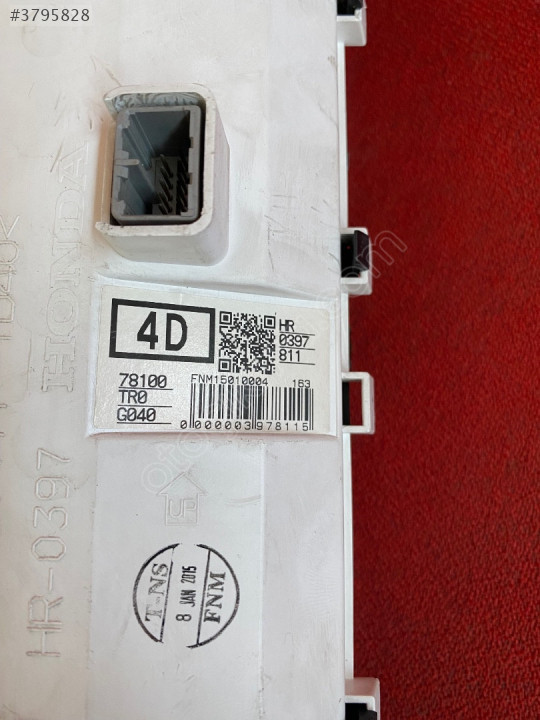 #3795828
HONDA
HR-0397
4D
HR
0397
811
78100
TR0
G040
FNM15010004 163
0000003978115
UP
T-NS
8 JAN 2015
FNM